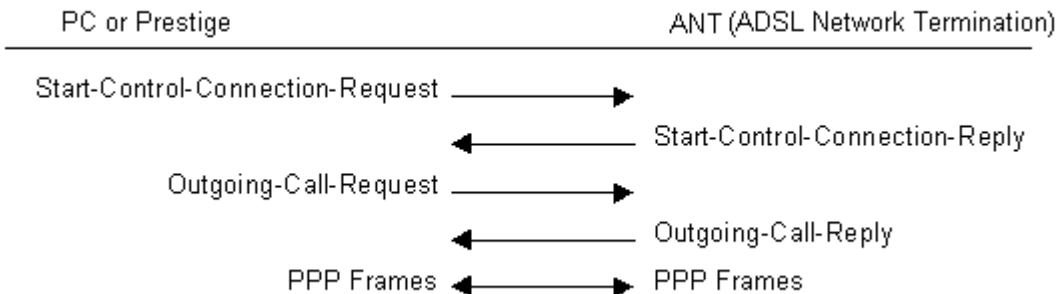 PC or Prestige ANT (ADSL Network Termination)
Start-Control-Connection-Request
Start-Control-Connection-Reply
Outgoing-Call-Request
Outgoing-Call-Reply
PPP Frames PPP Frames